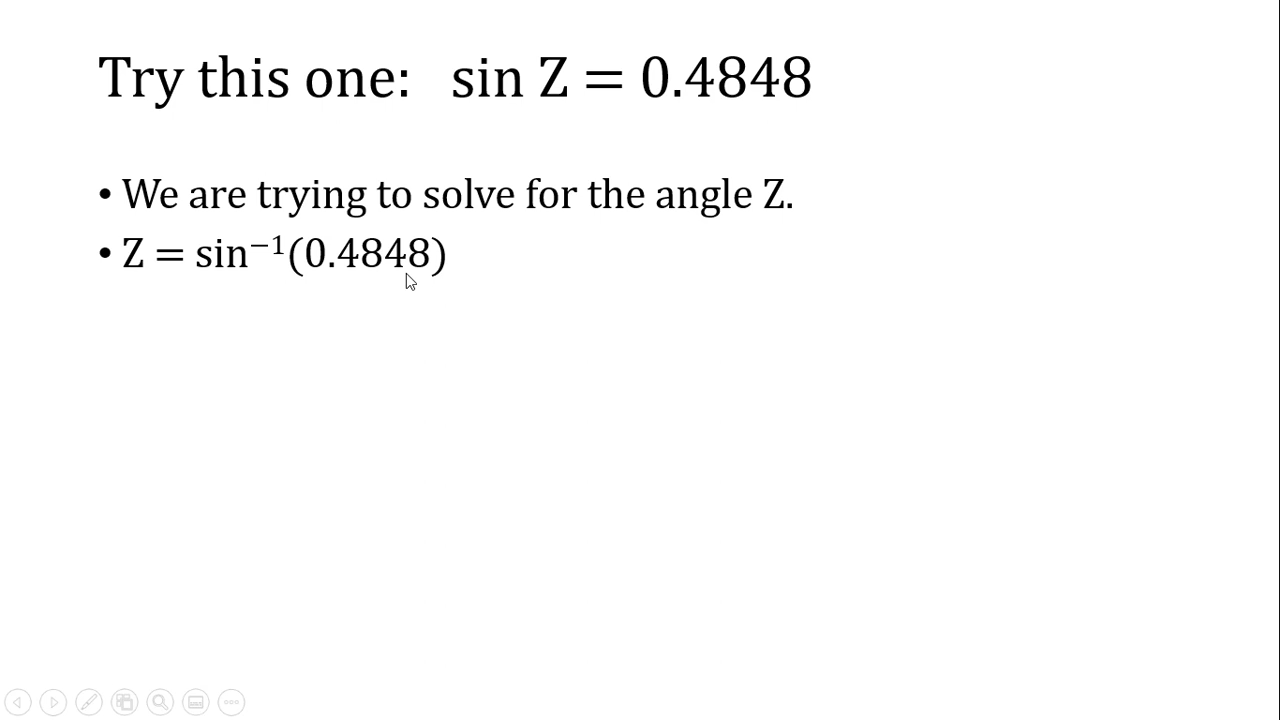 Try this one: sin Z = 0.4848
• We are trying to solve for the angle Z.
• Z = sin⁻¹(0.4848)